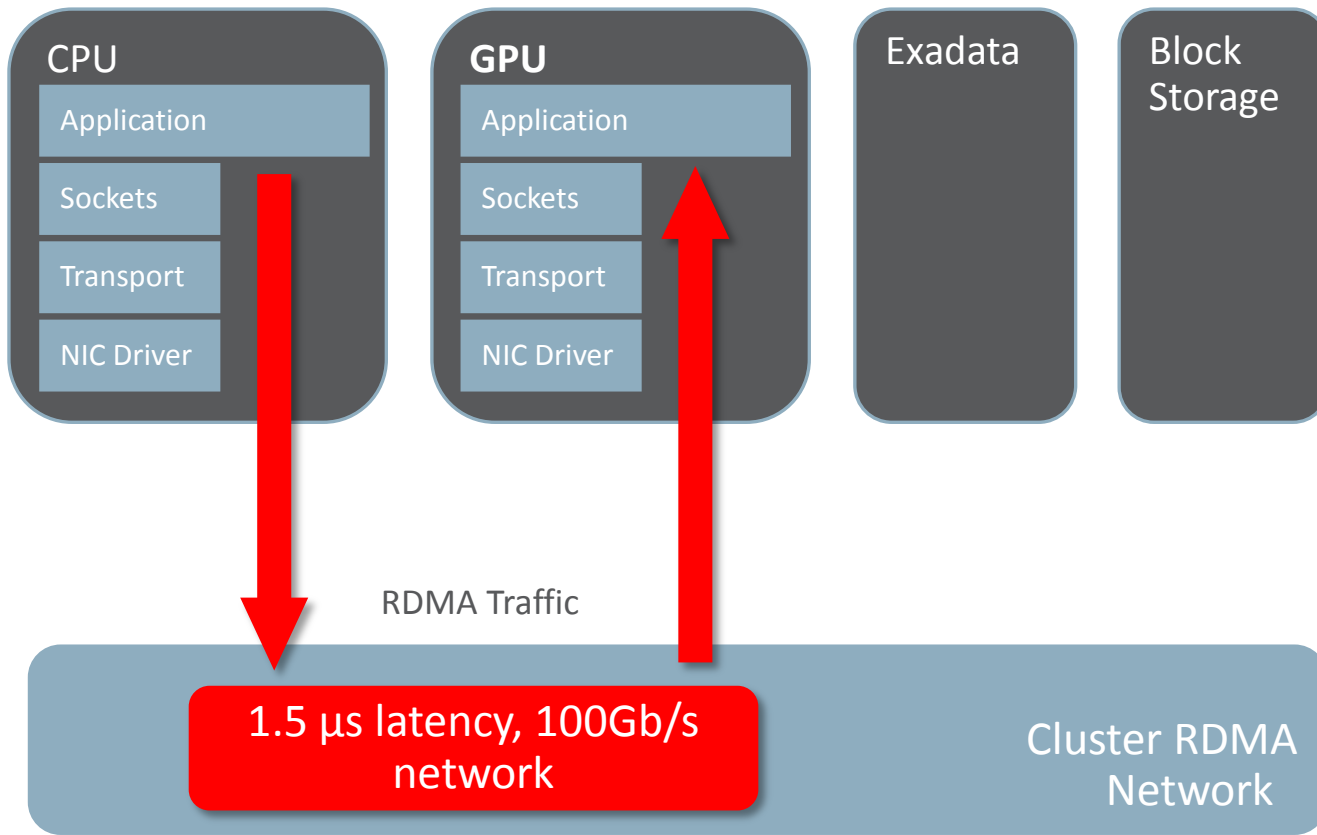 CPU
Application
Sockets
Transport
NIC Driver
GPU
Application
Sockets
Transport
NIC Driver
Exadata
Block
Storage
RDMA Traffic
1.5 μs latency, 100Gb/s
network
Cluster RDMA
Network